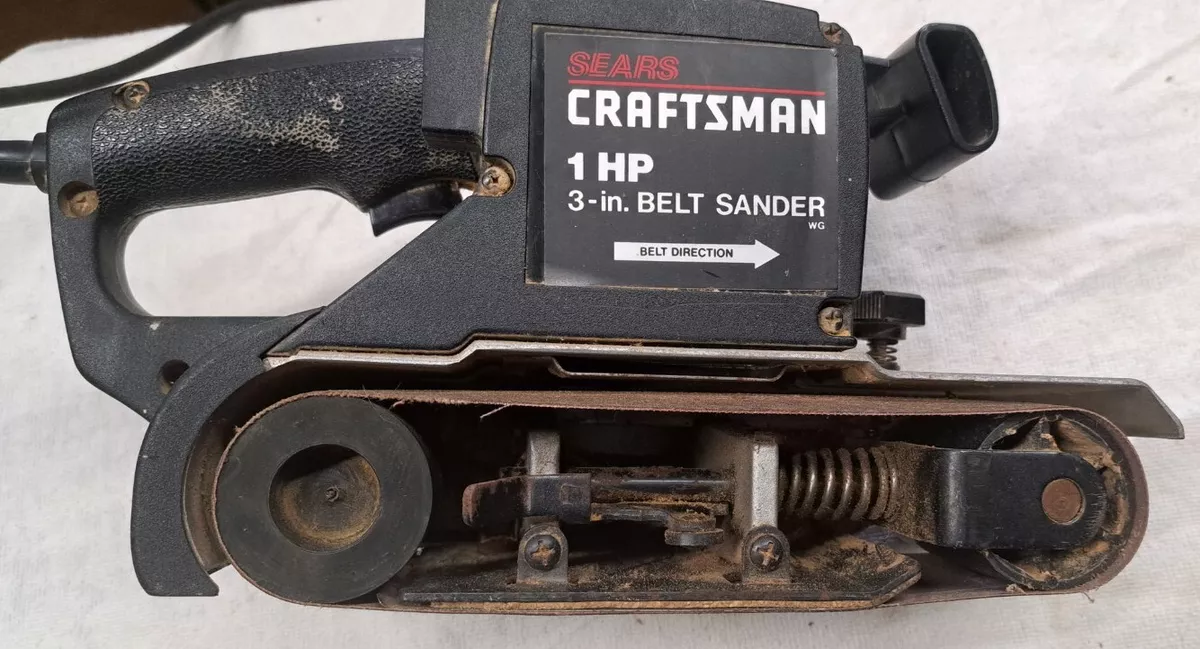 SEARS
CRAFTSMAN
1 HP
3-in. BELT SANDER
WG
BELT DIRECTION